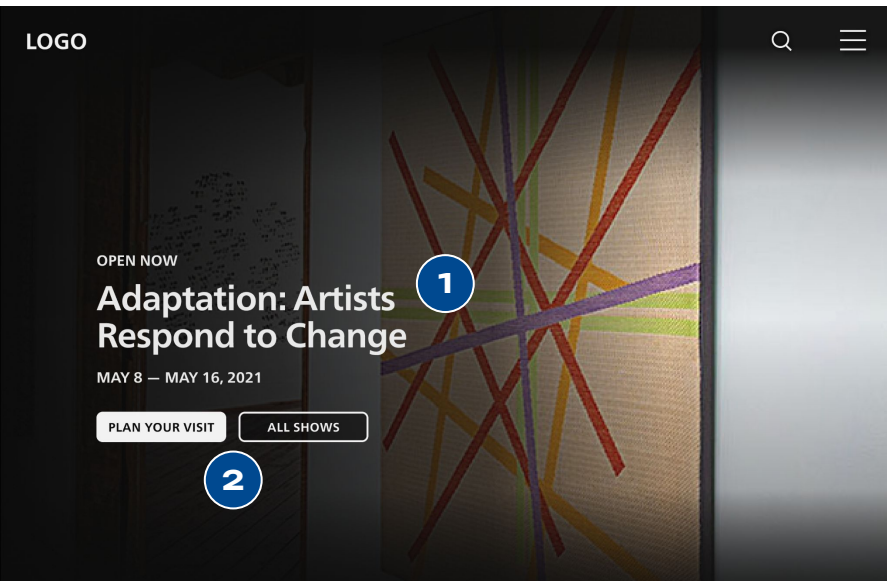 LOGO
OPEN NOW
Adaptation: Artists
Respond to Change
1
MAY 8 — MAY 16, 2021
PLAN YOUR VISIT ALL SHOWS
2